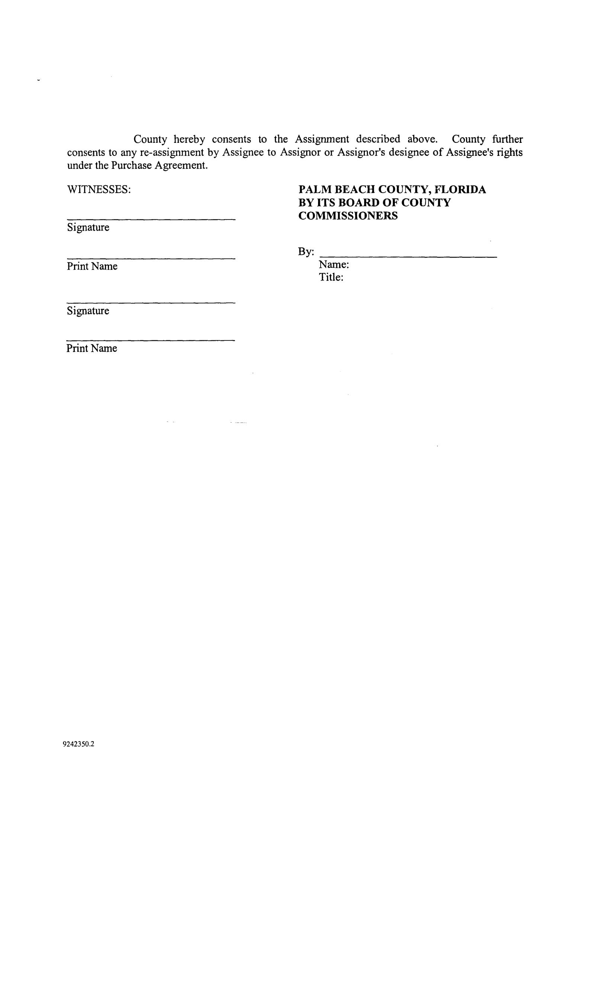 County hereby consents to the Assignment described above. County further
consents to any re-assignment by Assignee to Assignor or Assignor's designee of Assignee's rights
under the Purchase Agreement.
WITNESSES:
Signature
Print Name
Signature
Print Name
PALM BEACH COUNTY, FLORIDA
BY ITS BOARD OF COUNTY
COMMISSIONERS
By:
Name:
Title:
9242350.2